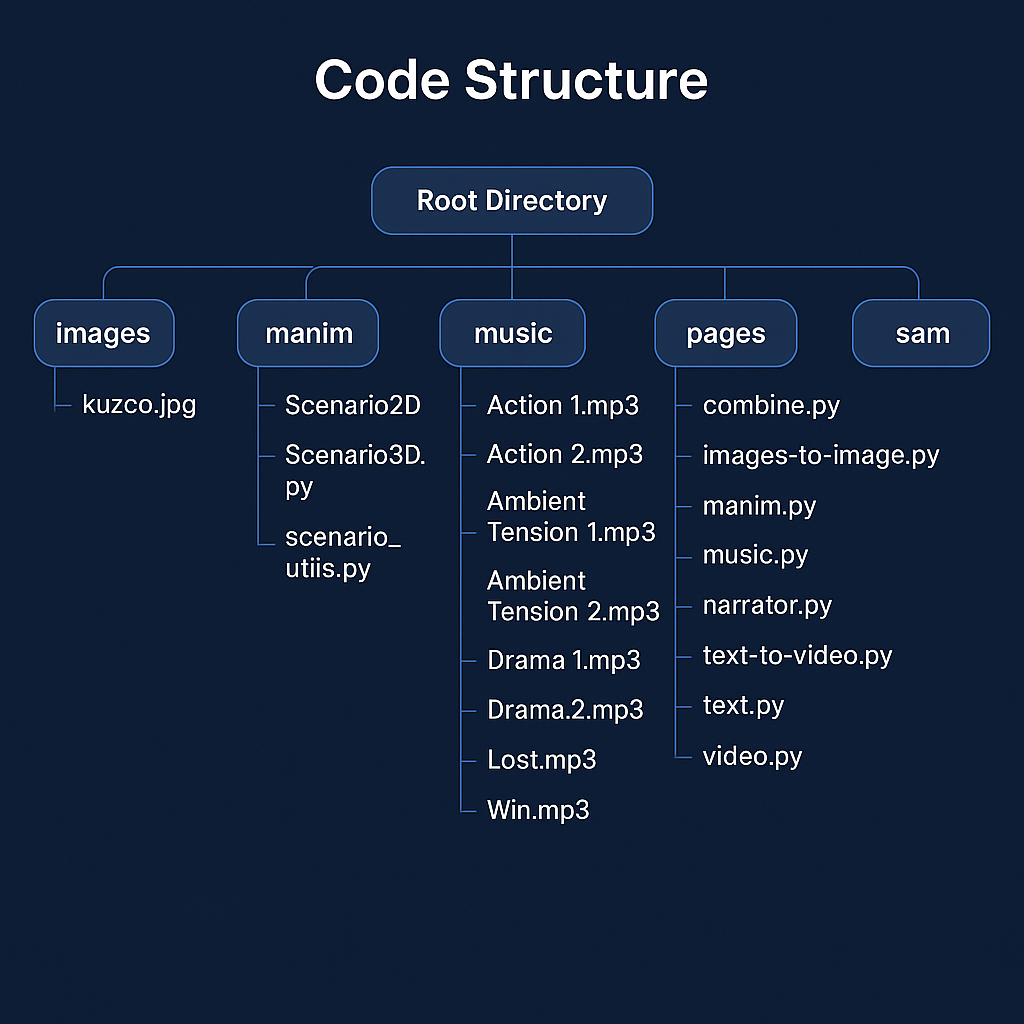 Code Structure
Root Directory
images
manim
music
pages
sam
kuzco.jpg
Scenario2D
Scenario3D.
py
scenario_
utiis.py
Action 1.mp3
Action 2.mp3
Ambient
Tension 1.mp3
Ambient
Tension 2.mp3
Drama 1.mp3
Drama.2.mp3
Lost.mp3
Win.mp3
combine.py
images-to-image.py
manim.py
music.py
narrator.py
text-to-video.py
text.py
video.py